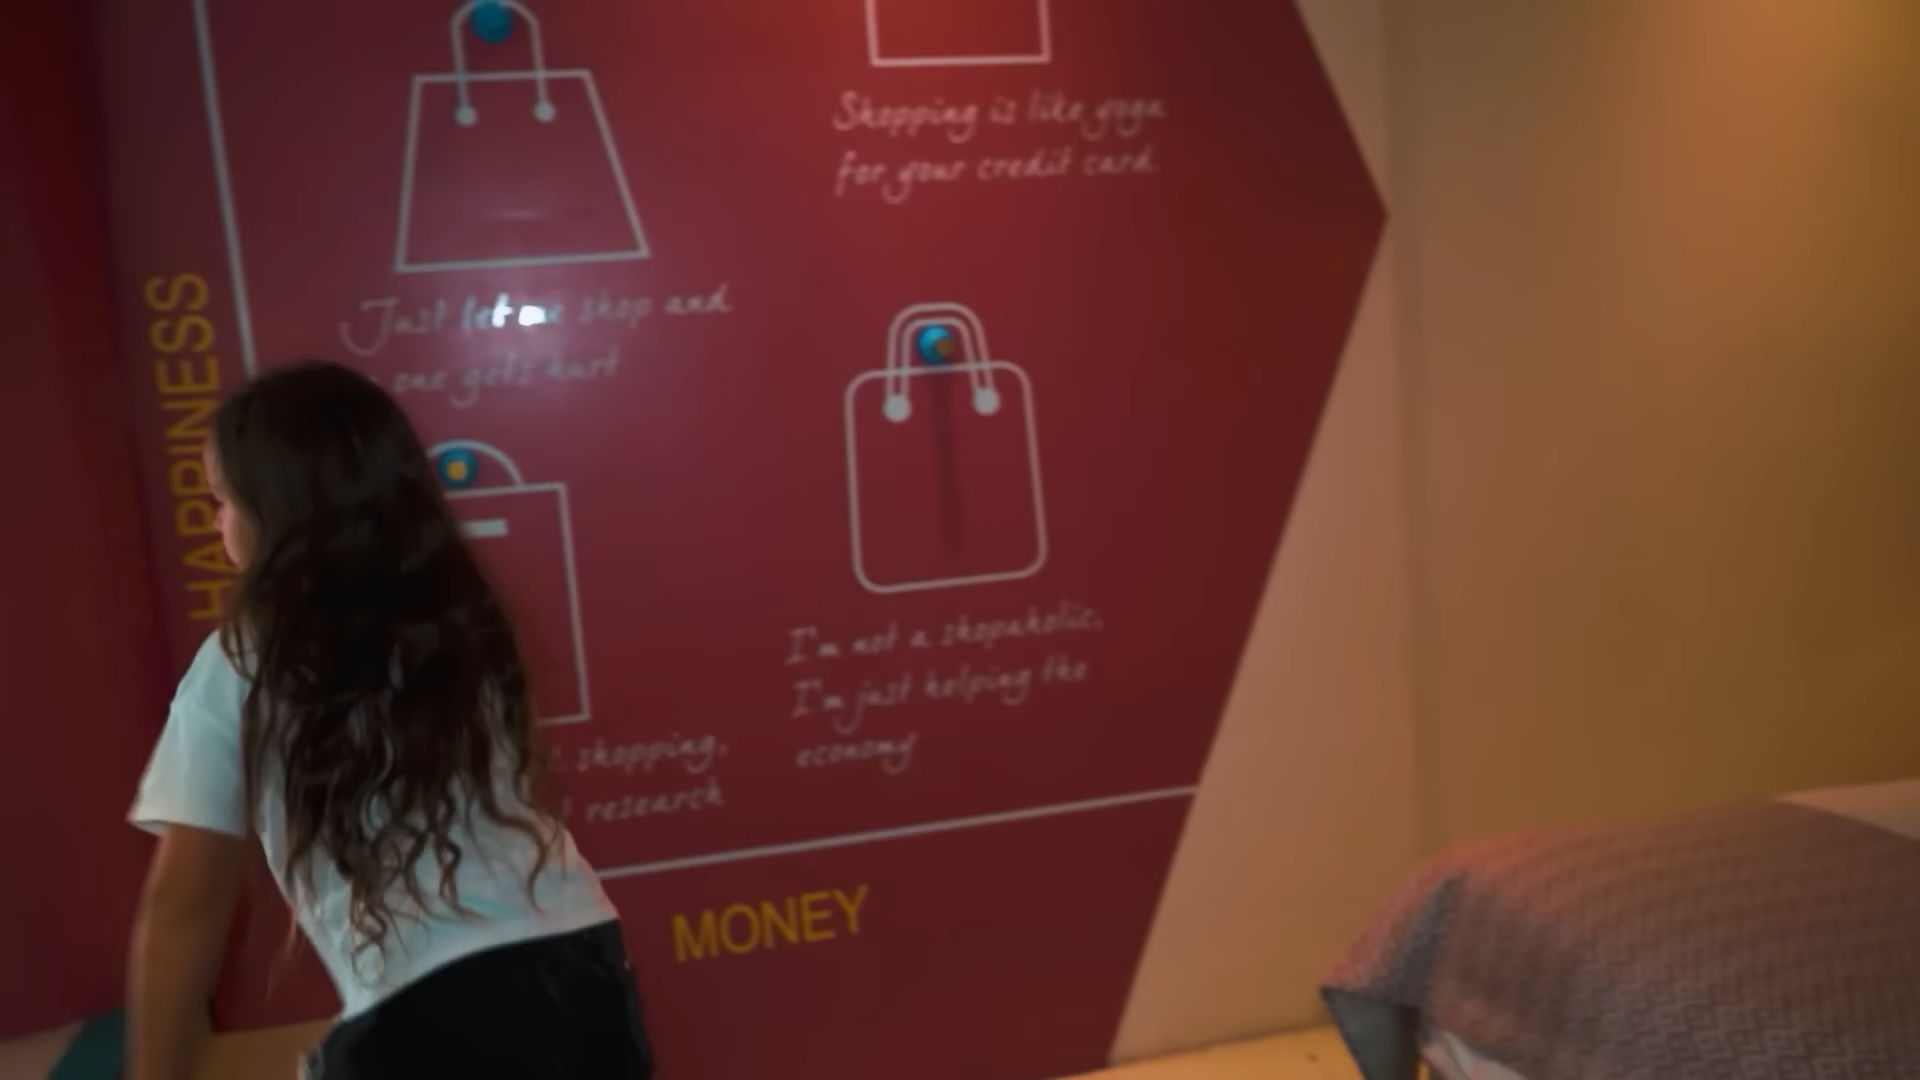 Shopping is like yoga
for your credit card
Just let me shop and
one gets hurt
HAPPINESS
I'm not a shopaholic,
I'm just helping the
economy
shopping,
research
MONEY